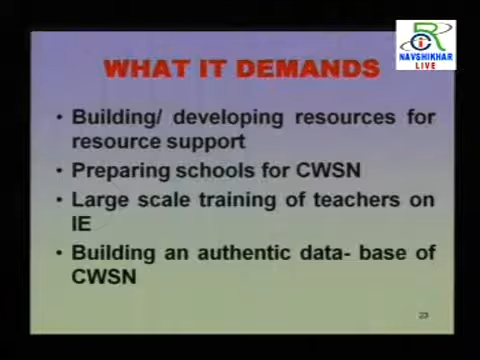 NAVSHIKHAR
LIVE
WHAT IT DEMANDS
• Building/ developing resources for
resource support
• Preparing schools for CWSN
• Large scale training of teachers on
IE
• Building an authentic data- base of
CWSN
23